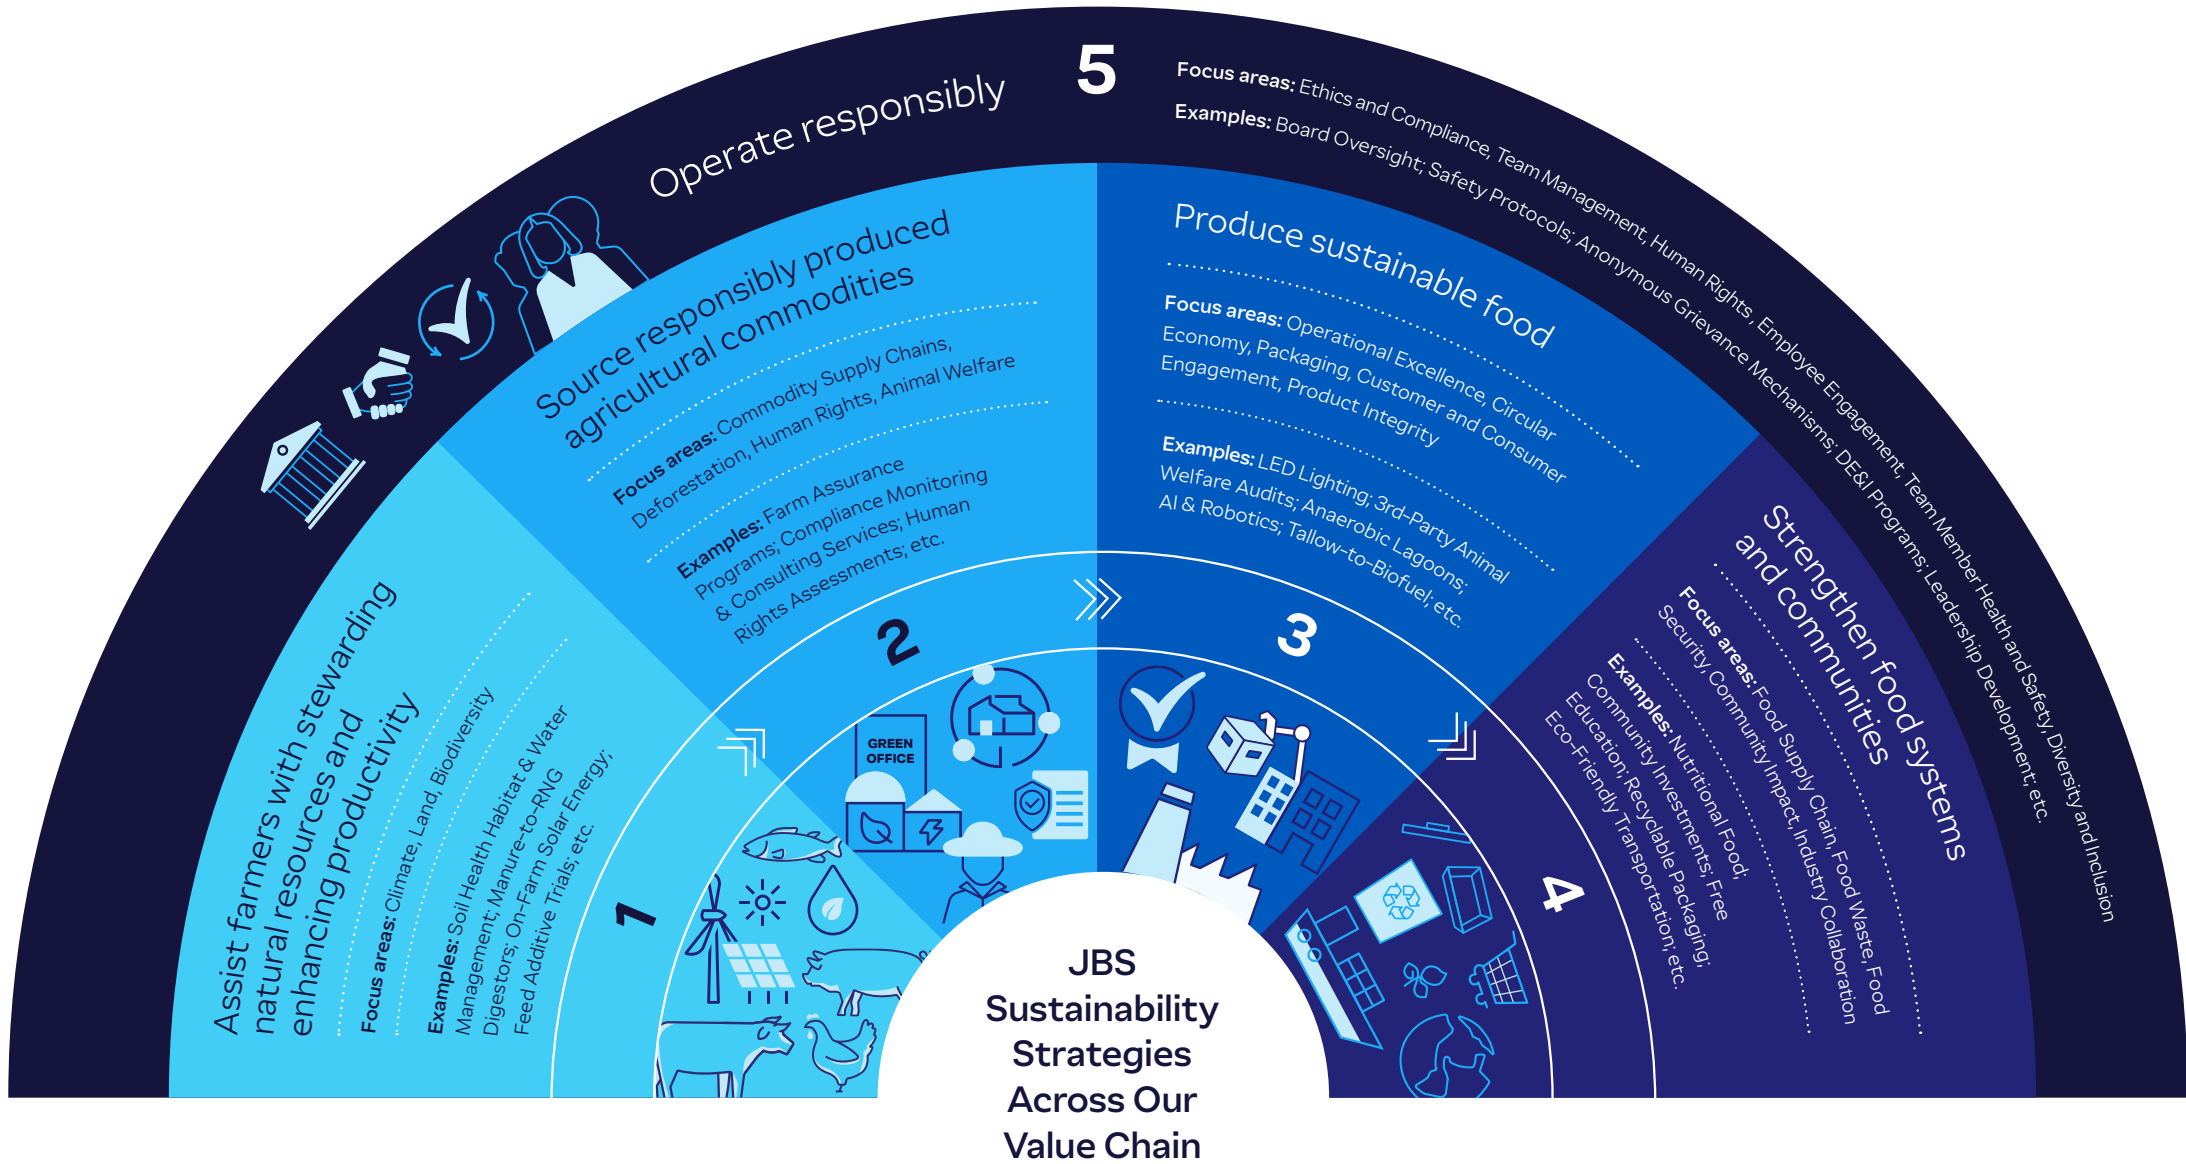 5
Operate responsibly
Focus areas: Ethics and Compliance, Team Management, Human Rights , Employee Engagement, Team Member Health and Safety, Diversity and Inclusion
Examples: Board Oversight; Safety Protocols; Anonymous Grievance Mechanisms; DE&I Programs; Leadership Development, etc.
Assist farmers with stewarding
natural resources and
enhancing productivity
Focus areas: Climate, Land, Biodiversity
Examples: Soil Health Habitat & Water
Management; Manure-to-RNG
Digestors; On-Farm Solar Energy;
Feed Additive Trials; etc.
1
Source responsibly produced
agricultural commodities
Focus areas: Commodity Supply Chains,
Deforestation, Human Rights, Animal Welfare
Examples: Farm Assurance
Programs; Compliance Monitoring
& Consulting Services; Human
Rights Assessments; etc.
2
GREEN
OFFICE
Produce sustainable food
Focus areas: Operational Excellence, Circular
Economy, Packaging, Customer and Consumer
Engagement, Product Integrity
Examples: LED Lighting; 3rd-Party Animal
Welfare Audits; Anaerobic Lagoons;
AI & Robotics; Tallow-to-Biofuel; etc.
3
Strengthen food systems
and communities
Focus areas: Food Supply Chain, Food Waste, Food
Security, Community Impact, Industry Collaboration
Examples: Nutritional Food;
Community Investments; Free
Education; Recyclable Packaging;
Eco-Friendly Transportation; etc.
4
JBS
Sustainability
Strategies
Across Our
Value Chain